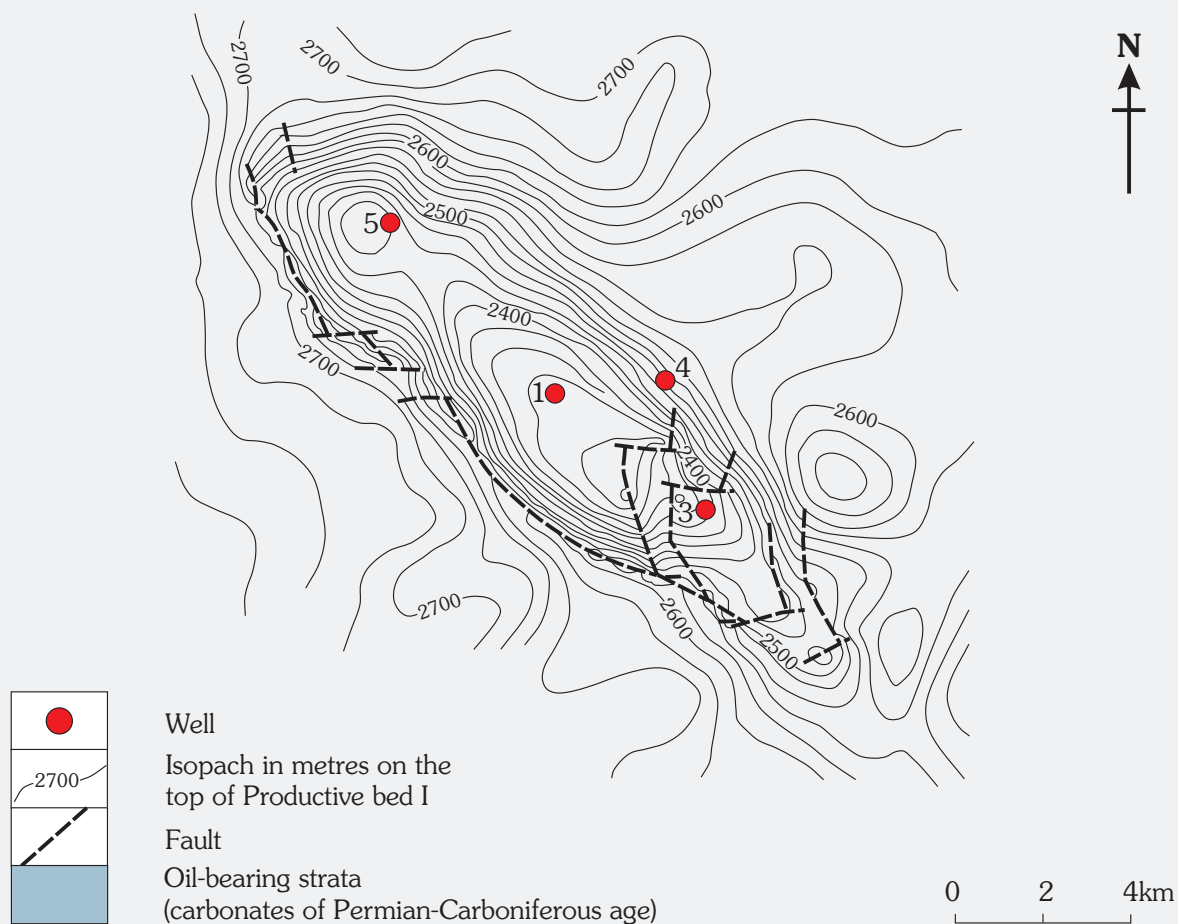 N
2700
2700
2700
2600
2500
2600
5
2400
2700
4
1
2600
2400
3
2700
2600
2500
Well
2700
Isopach in metres on the
top of Productive bed I
Fault
Oil-bearing strata
(carbonates of Permian-Carboniferous age)
0 2 4km